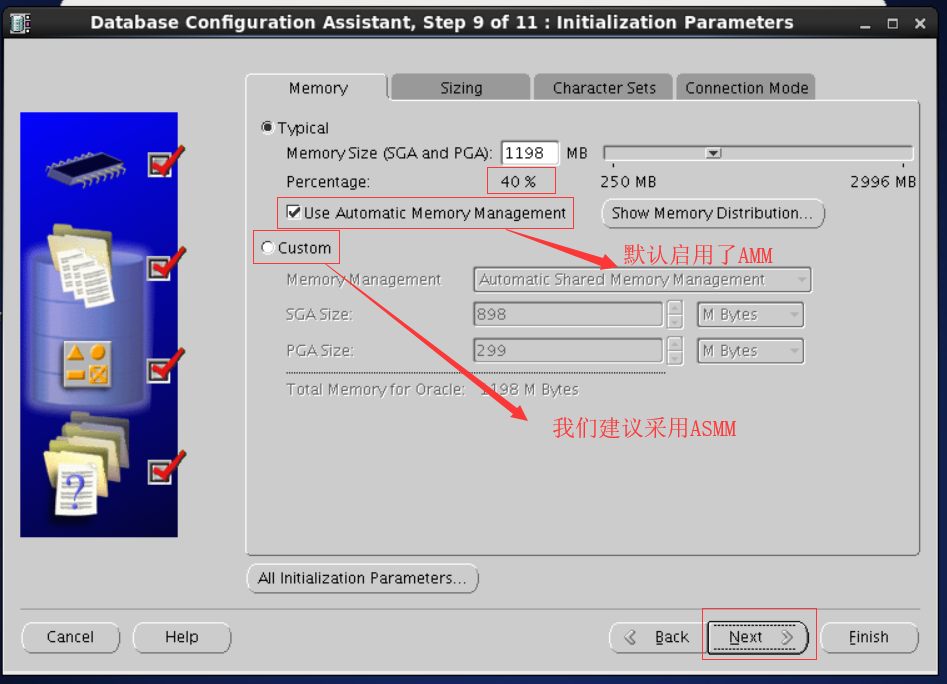 Database Configuration Assistant, Step 9 of 11 : Initialization Parameters
Memory Sizing Character Sets Connection Mode
Typical
Memory Size (SGA and PGA): 1198 MB
Percentage: 40 % 250 MB 2996 MB
Use Automatic Memory Management Show Memory Distribution...
Custom 默认启用了AMM
Memory Management Automatic Shared Memory Management
SGA Size: 898 M Bytes
PGA Size: 299 M Bytes
Total Memory for Oracle: 1198 M Bytes
我们建议采用ASMM
?
All Initialization Parameters...
Cancel Help Back Next Finish